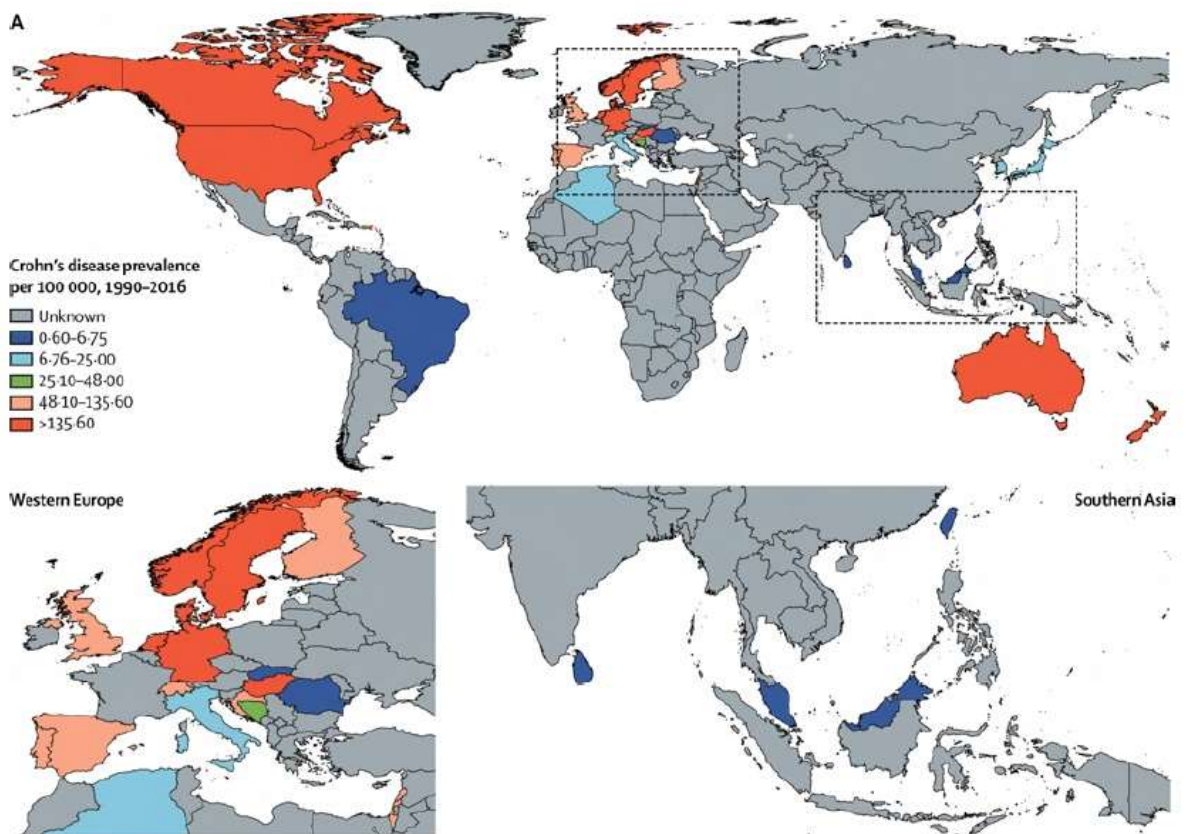 A
Crohn's disease prevalence
per 100 000, 1990–2016
Unknown
0·60–6·75
6·76–25·00
25·10–48·00
48·10–135·60
>135·60
Western Europe
Southern Asia